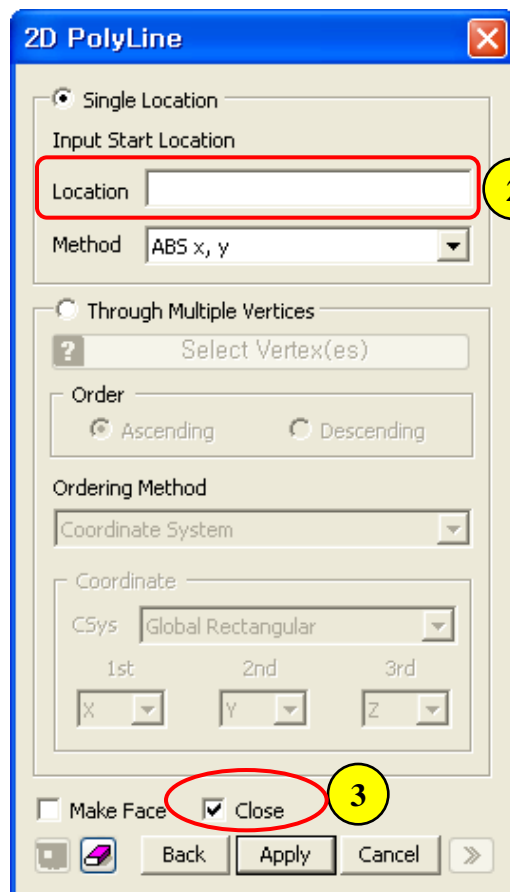 2D PolyLine
Single Location
Input Start Location
Location
2
Method ABS x, y
Through Multiple Vertices
? Select Vertex(es)
Order
Ascending Descending
Ordering Method
Coordinate System
Coordinate
CSys Global Rectangular
1st 2nd 3rd
X Y Z
3
Make Face Close
Back Apply Cancel »